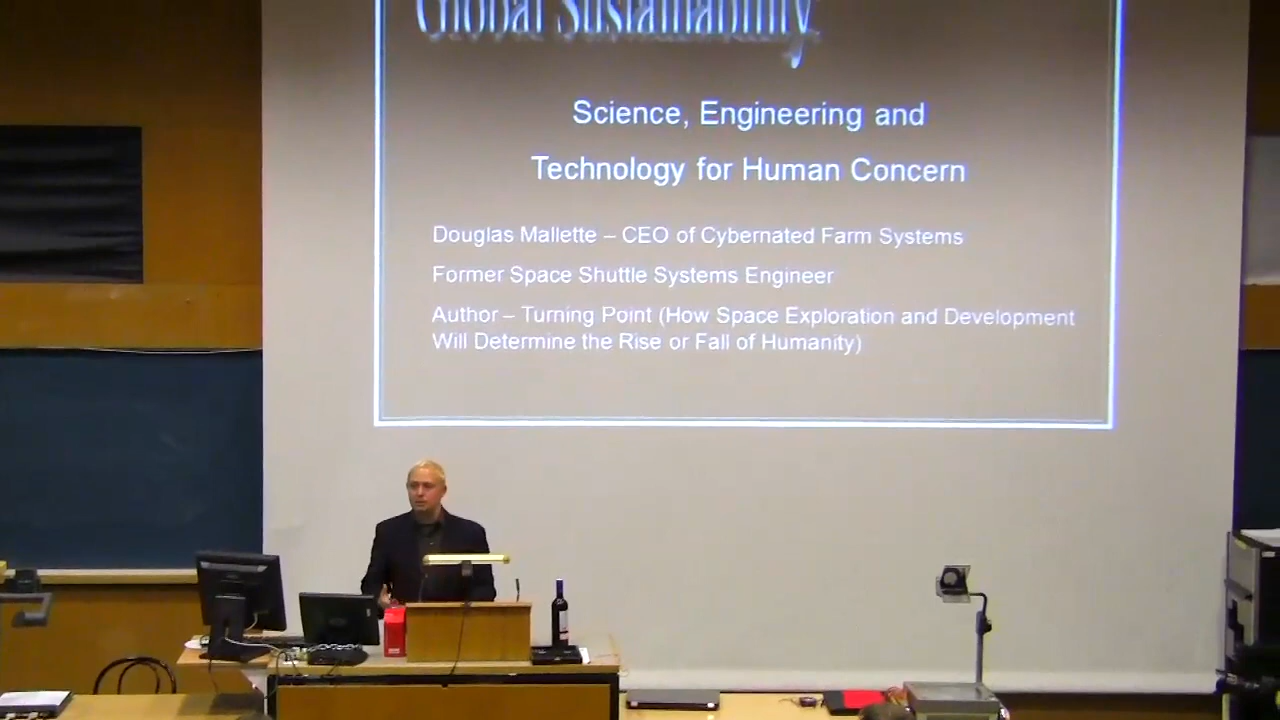 Global Sustainability
Science, Engineering and
Technology for Human Concern
Douglas Mallette – CEO of Cybernated Farm Systems
Former Space Shuttle Systems Engineer
Author – Turning Point (How Space Exploration and Development
Will Determine the Rise or Fall of Humanity)